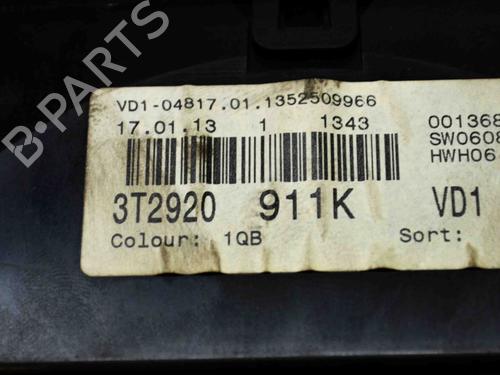 VD1-04817.01.1352509966
17.01.13 1 1343 001368
SW0608
HWH06
3T2920 911K VD1
Colour: 1QB Sort:
B-PARTS